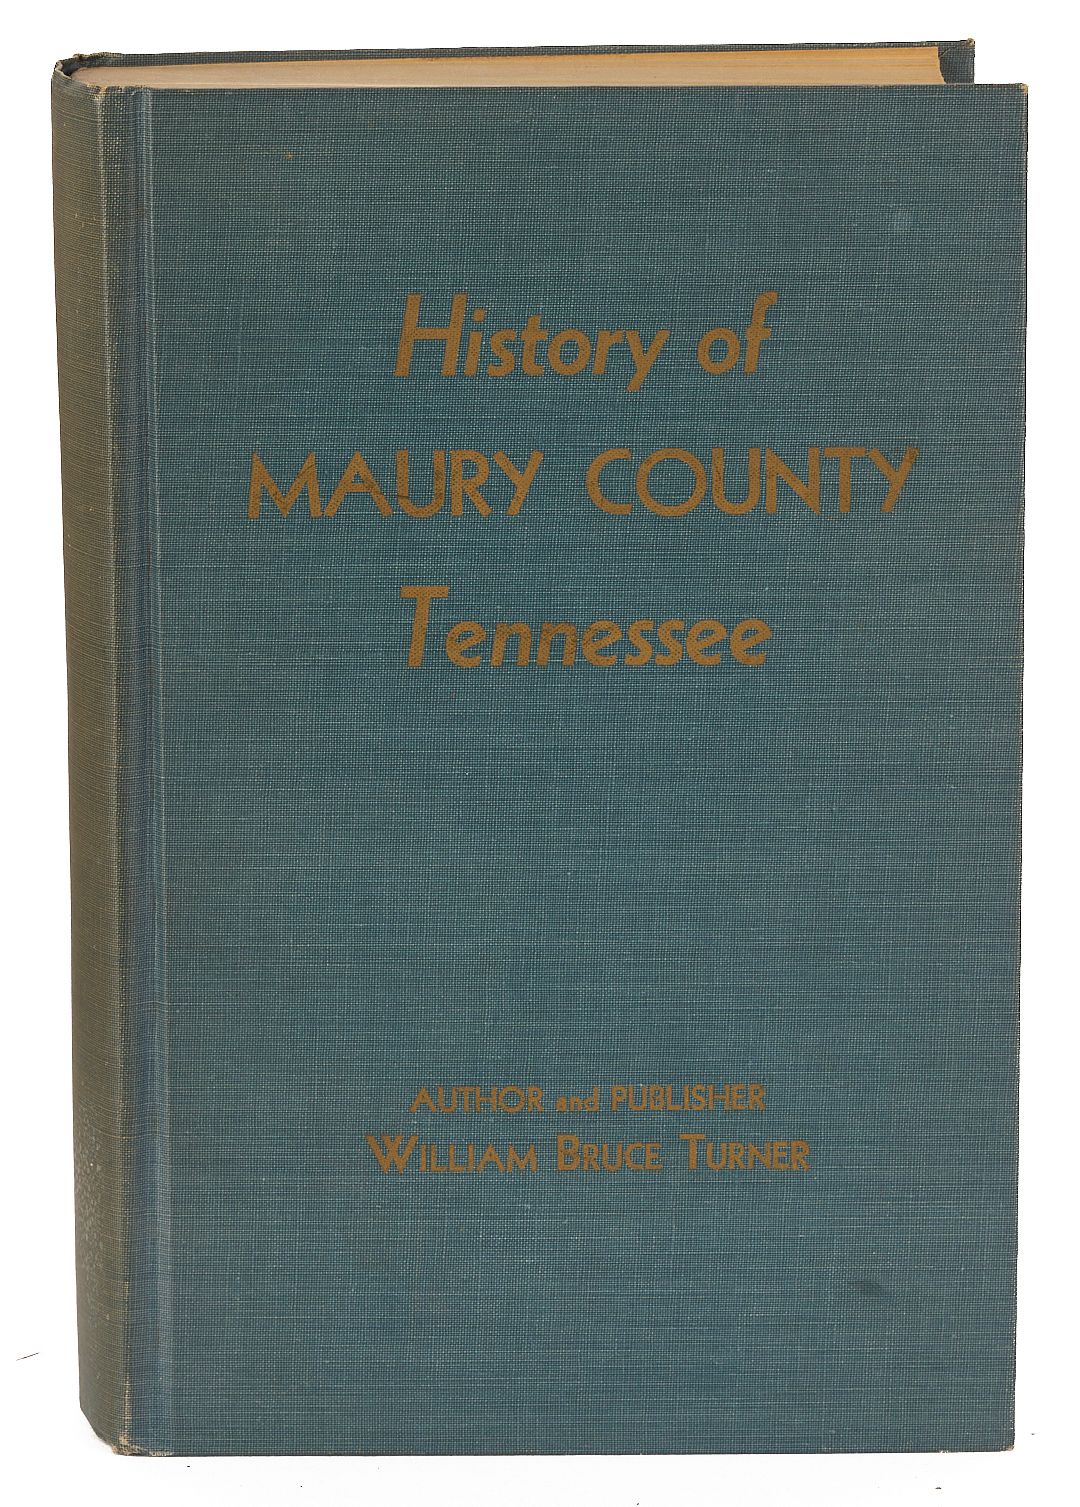 History of
MAURY COUNTY
Tennessee
AUTHOR and PUBLISHER
WILLIAM BRUCE TURNER